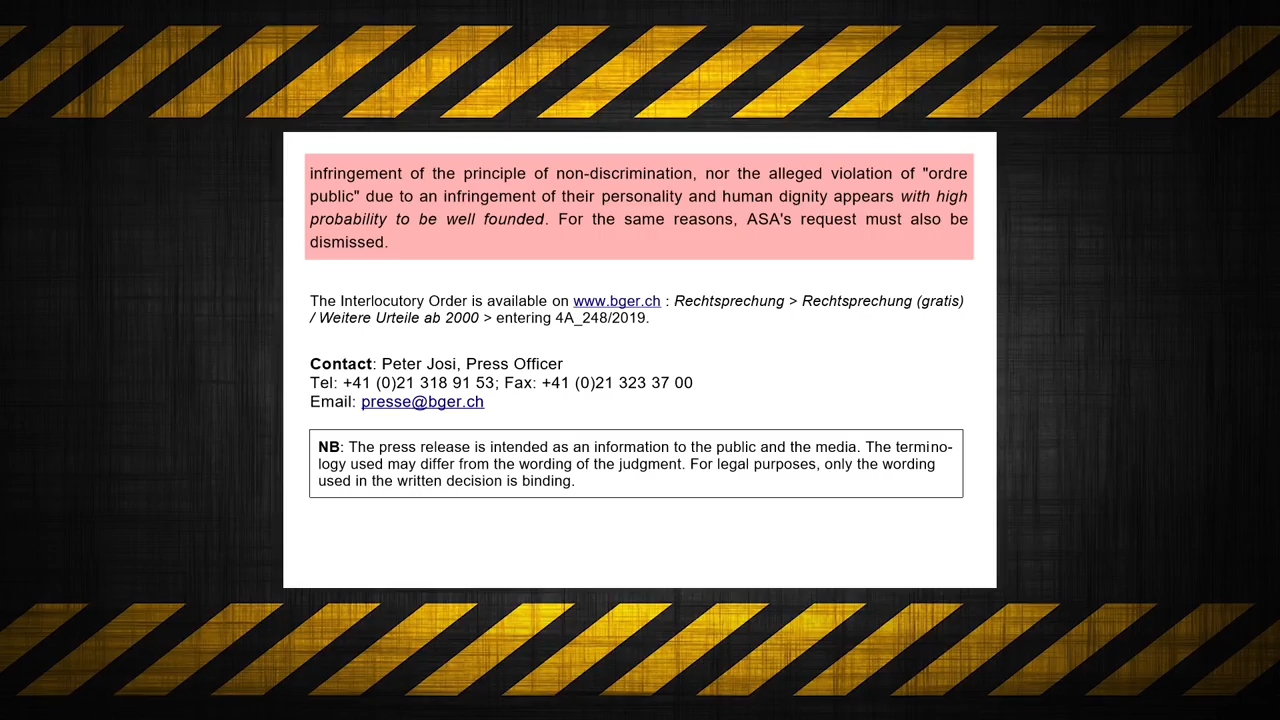 infringement of the principle of non-discrimination, nor the alleged violation of "ordre
public" due to an infringement of their personality and human dignity appears with high
probability to be well founded. For the same reasons, ASA's request must also be
dismissed.
The Interlocutory Order is available on www.bger.ch : Rechtsprechung > Rechtsprechung (gratis)
/ Weitere Urteile ab 2000 > entering 4A_248/2019.
Contact: Peter Josi, Press Officer
Tel: +41 (0)21 318 91 53; Fax: +41 (0)21 323 37 00
Email: presse@bger.ch
NB: The press release is intended as an information to the public and the media. The termino-
logy used may differ from the wording of the judgment. For legal purposes, only the wording
used in the written decision is binding.